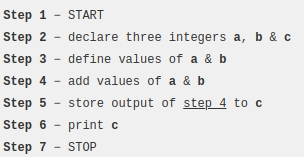 Step 1 − START
Step 2 − declare three integers a, b & c
Step 3 − define values of a & b
Step 4 − add values of a & b
Step 5 − store output of step 4 to c
Step 6 − print c
Step 7 − STOP